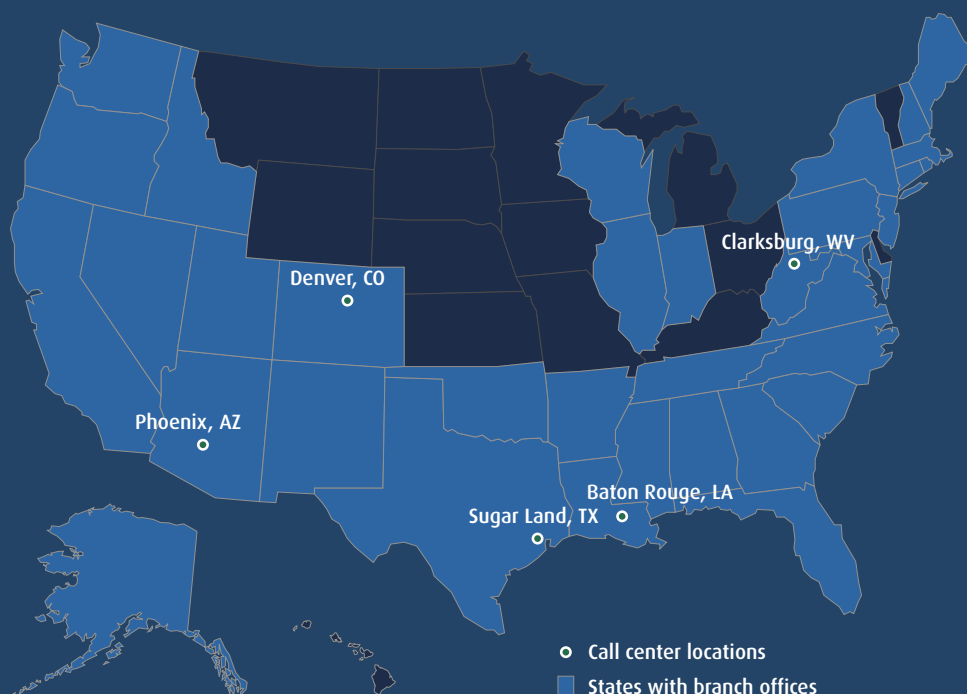 Clarksburg, WV
Denver, CO
Phoenix, AZ
Baton Rouge, LA
Sugar Land, TX
Call center locations
States with branch offices